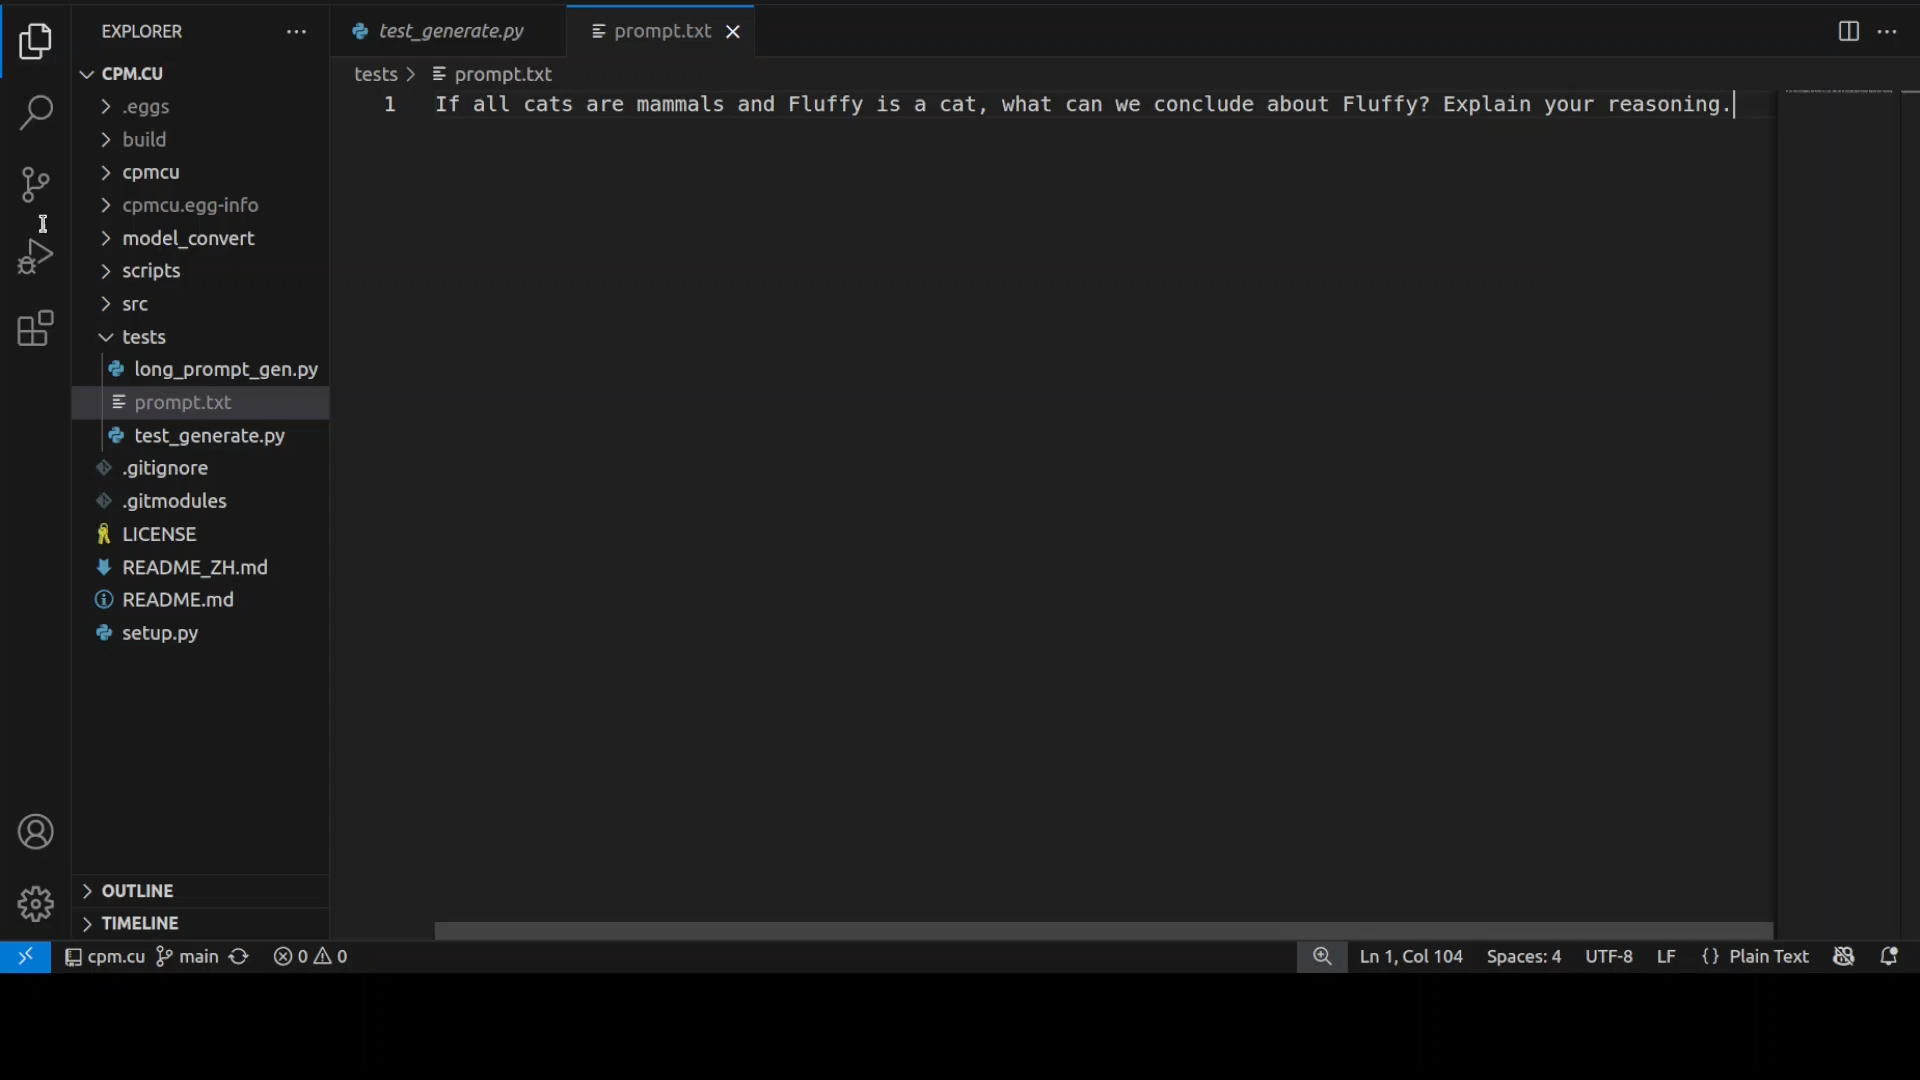 EXPLORER
CPM.CU
.eggs
build
cpmcu
cpmcu.egg-info
model_convert
scripts
src
tests
long_prompt_gen.py
prompt.txt
test_generate.py
.gitignore
.gitmodules
LICENSE
README_ZH.md
README.md
setup.py
OUTLINE
TIMELINE
test_generate.py
prompt.txt
tests > prompt.txt
1 If all cats are mammals and Fluffy is a cat, what can we conclude about Fluffy? Explain your reasoning.
cpm.cu main 0 0
Ln 1, Col 104 Spaces: 4 UTF-8 LF {} Plain Text